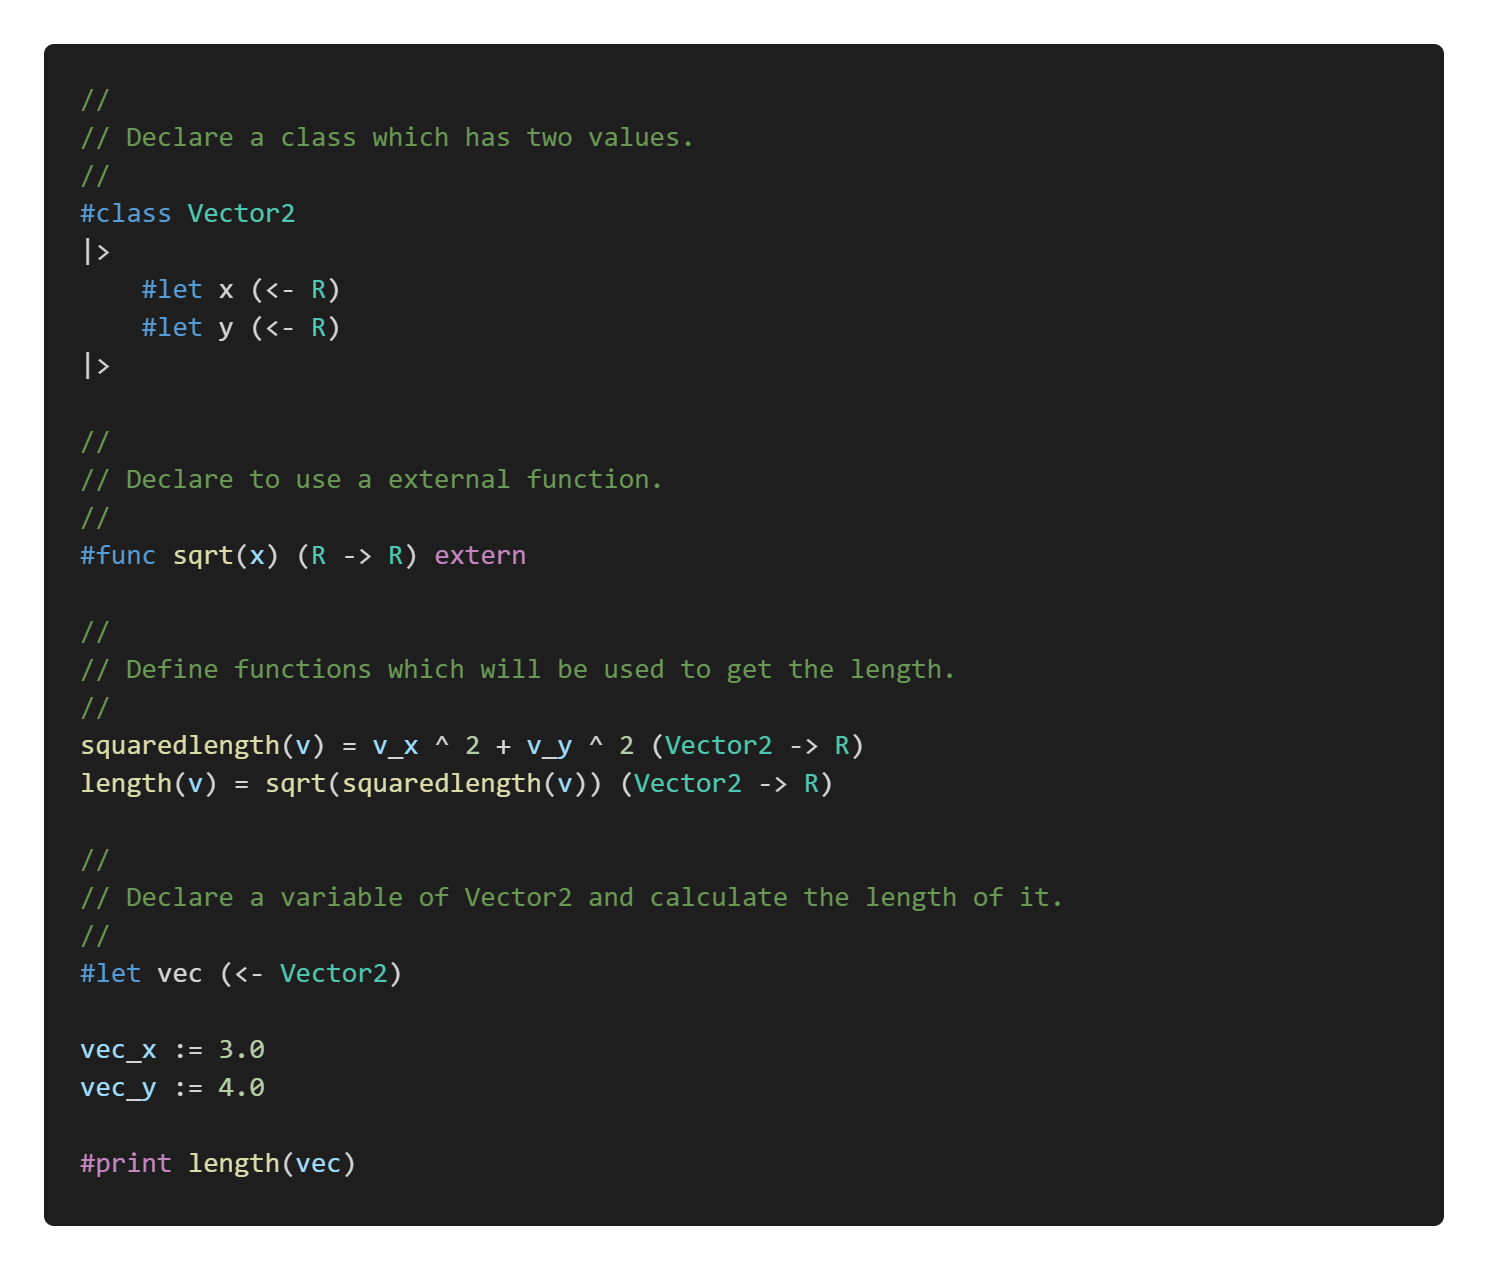 //
// Declare a class which has two values.
//
#class Vector2
|>
    #let x (<- R)
    #let y (<- R)
|>

//
// Declare to use a external function.
//
#func sqrt(x) (R -> R) extern

//
// Define functions which will be used to get the length.
//
squaredlength(v) = v_x ^ 2 + v_y ^ 2 (Vector2 -> R)
length(v) = sqrt(squaredlength(v)) (Vector2 -> R)

//
// Declare a variable of Vector2 and calculate the length of it.
//
#let vec (<- Vector2)

vec_x := 3.0
vec_y := 4.0

#print length(vec)